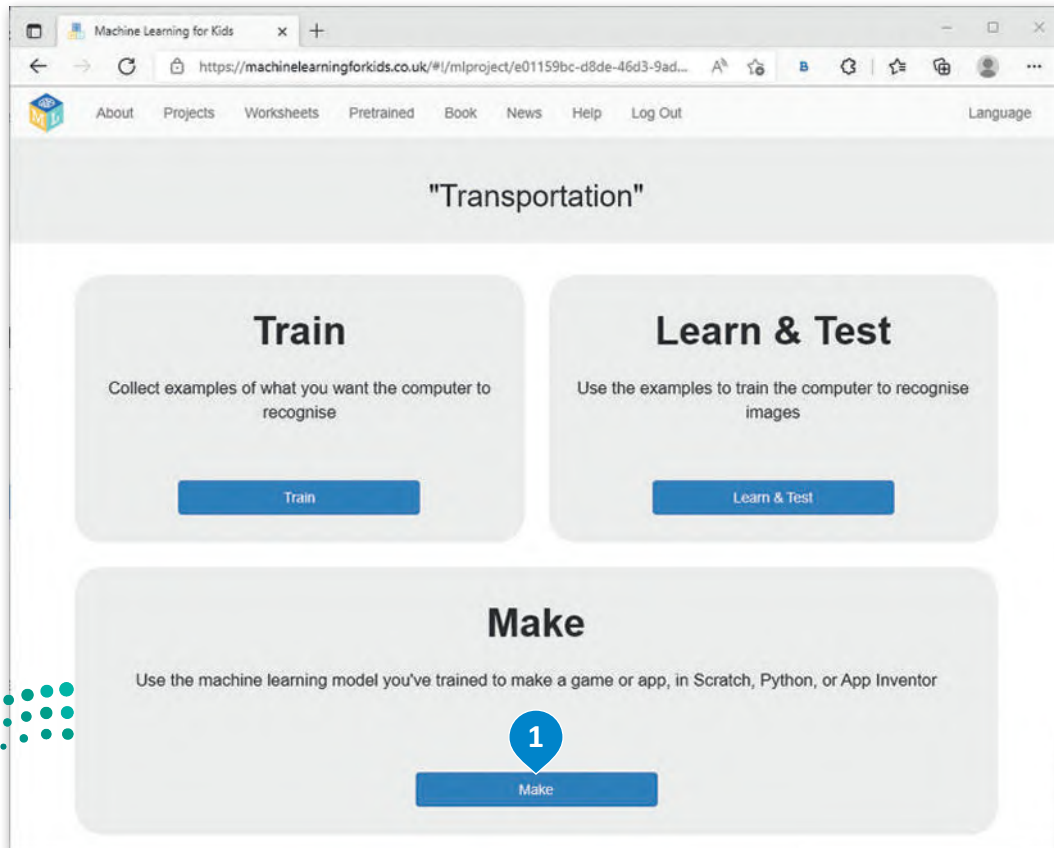 Machine Learning for Kids
https://machinelearningforkids.co.uk/#!/mlproject/e01159bc-d8de-46d3-9ad...
B
ML
About Projects Worksheets Pretrained Book News Help Log Out Language
"Transportation"
Train
Collect examples of what you want the computer to
recognise
Train
Learn & Test
Use the examples to train the computer to recognise
images
Learn & Test
Make
Use the machine learning model you've trained to make a game or app, in Scratch, Python, or App Inventor
1
Make